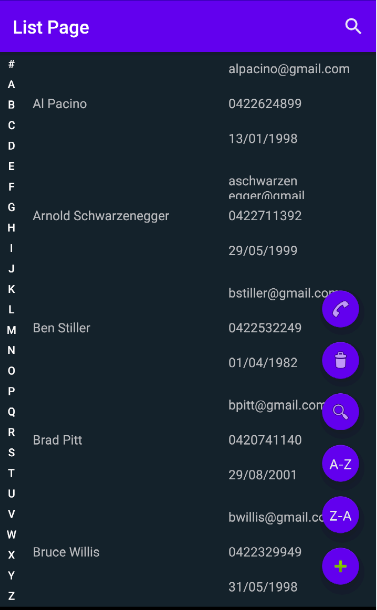 List Page
#
A
B
C
D
E
F
G
H
I
J
K
L
M
N
O
P
Q
R
S
T
U
V
W
X
Y
Z
alpacino@gmail.com
Al Pacino
0422624899
13/01/1998
aschwarzen
egger@gmail
Arnold Schwarzenegger
0422711392
29/05/1999
bstiller@gmail.com
Ben Stiller
0422532249
01/04/1982
bpitt@gmail.com
Brad Pitt
0420741140
29/08/2001
bwillis@gmail.co
Bruce Willis
0422329949
31/05/1998
A-Z
Z-A
+